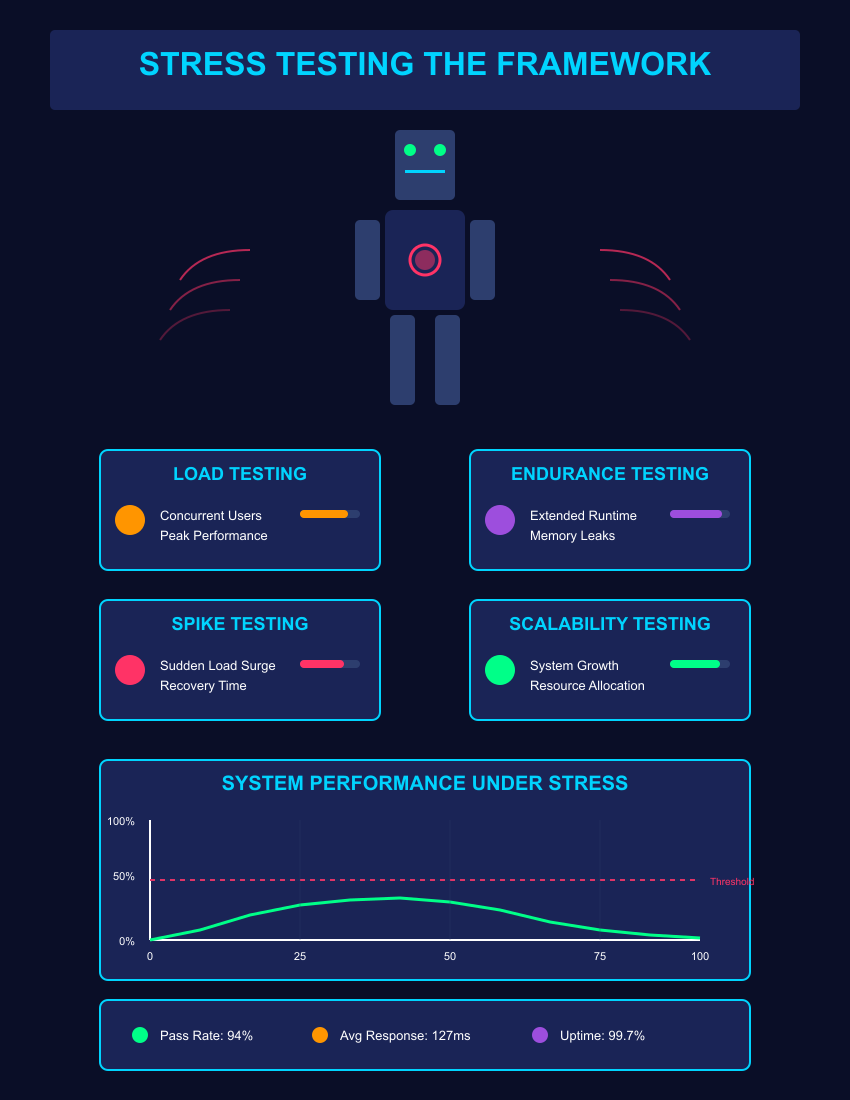 STRESS TESTING THE FRAMEWORK
LOAD TESTING
Concurrent Users
Peak Performance
ENDURANCE TESTING
Extended Runtime
Memory Leaks
SPIKE TESTING
Sudden Load Surge
Recovery Time
SCALABILITY TESTING
System Growth
Resource Allocation
SYSTEM PERFORMANCE UNDER STRESS
100%
50%
Threshold
0%
0 25 50 75 100
Pass Rate: 94% Avg Response: 127ms Uptime: 99.7%